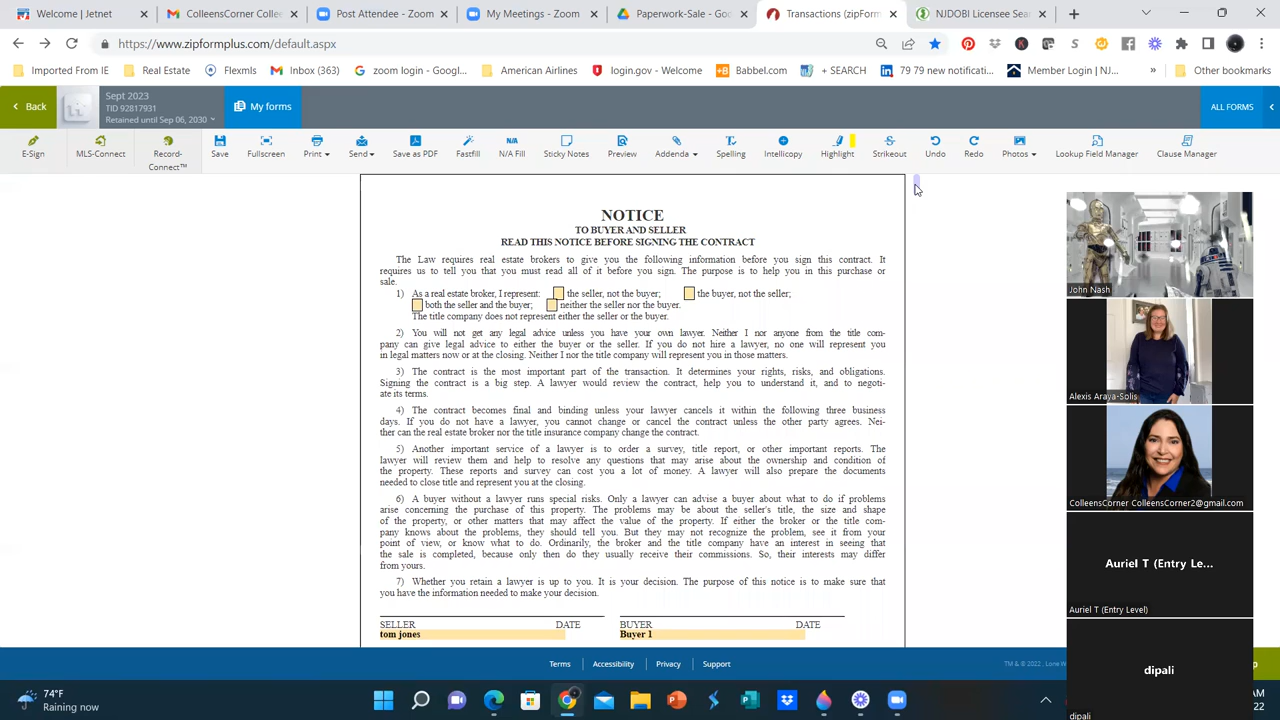 Welcome | Jetnet
ColleensCorner Colleen
Post Attendee - Zoom
My Meetings - Zoom
Paperwork-Sale - Goo
Transactions (zipForm
NJDOBI Licensee Sear
https://www.zipformplus.com/default.aspx
Imported From IE
Real Estate
Flexmls
Inbox (363)
zoom login - Googl...
American Airlines
login.gov - Welcome
Babbel.com
+ SEARCH
79 79 new notificati...
Member Login | NJ...
Other bookmarks
Back
Sept 2023
TID 92817931
Retained until Sep 06, 2030
My forms
ALL FORMS
E-Sign
MLS-Connect
Record-Connect™
Save
Fullscreen
Print
Send
Save as PDF
Fastfill
N/A
N/A Fill
Sticky Notes
Preview
Addenda
Spelling
Intellicopy
Highlight
Strikeout
Undo
Redo
Photos
Lookup Field Manager
Clause Manager
NOTICE
TO BUYER AND SELLER
READ THIS NOTICE BEFORE SIGNING THE CONTRACT
The Law requires real estate brokers to give you the following information before you sign this contract. It
requires us to tell you that you must read all of it before you sign. The purpose is to help you in this purchase or
sale.
1) As a real estate broker, I represent: the seller, not the buyer; the buyer, not the seller;
both the seller and the buyer; neither the seller nor the buyer.
The title company does not represent either the seller or the buyer.
2) You will not get any legal advice unless you have your own lawyer. Neither I nor anyone from the title com-
pany can give legal advice to either the buyer or the seller. If you do not hire a lawyer, no one will represent you
in legal matters now or at the closing. Neither I nor the title company will represent you in those matters.
3) The contract is the most important part of the transaction. It determines your rights, risks, and obligations.
Signing the contract is a big step. A lawyer would review the contract, help you to understand it, and to negoti-
ate its terms.
4) The contract becomes final and binding unless your lawyer cancels it within the following three business
days. If you do not have a lawyer, you cannot change or cancel the contract unless the other party agrees. Nei-
ther can the real estate broker nor the title insurance company change the contract.
5) Another important service of a lawyer is to order a survey, title report, or other important reports. The
lawyer will review them and help to resolve any questions that may arise about the ownership and condition of
the property. These reports and survey can cost you a lot of money. A lawyer will also prepare the documents
needed to close title and represent you at the closing.
6) A buyer without a lawyer runs special risks. Only a lawyer can advise a buyer about what to do if problems
arise concerning the purchase of this property. The problems may be about the seller's title, the size and shape
of the property, or other matters that may affect the value of the property. If either the broker or the title com-
pany knows about the problems, they should tell you. But they may not recognize the problem, see it from your
point of view, or know what to do. Ordinarily, the broker and the title company have an interest in seeing that
the sale is completed, because only then do they usually receive their commissions. So, their interests may differ
from yours.
7) Whether you retain a lawyer is up to you. It is your decision. The purpose of this notice is to make sure that
you have the information needed to make your decision.
SELLER DATE BUYER DATE
tom jones Buyer 1
John Nash
Alexis Araya-Solis
ColleensCorner ColleensCorner2@gmail.com
Auriel T (Entry Le...
Auriel T (Entry Level)
dipali
dipali
Terms
Accessibility
Privacy
Support
TM & © 2022, Lone W
74°F
Raining now